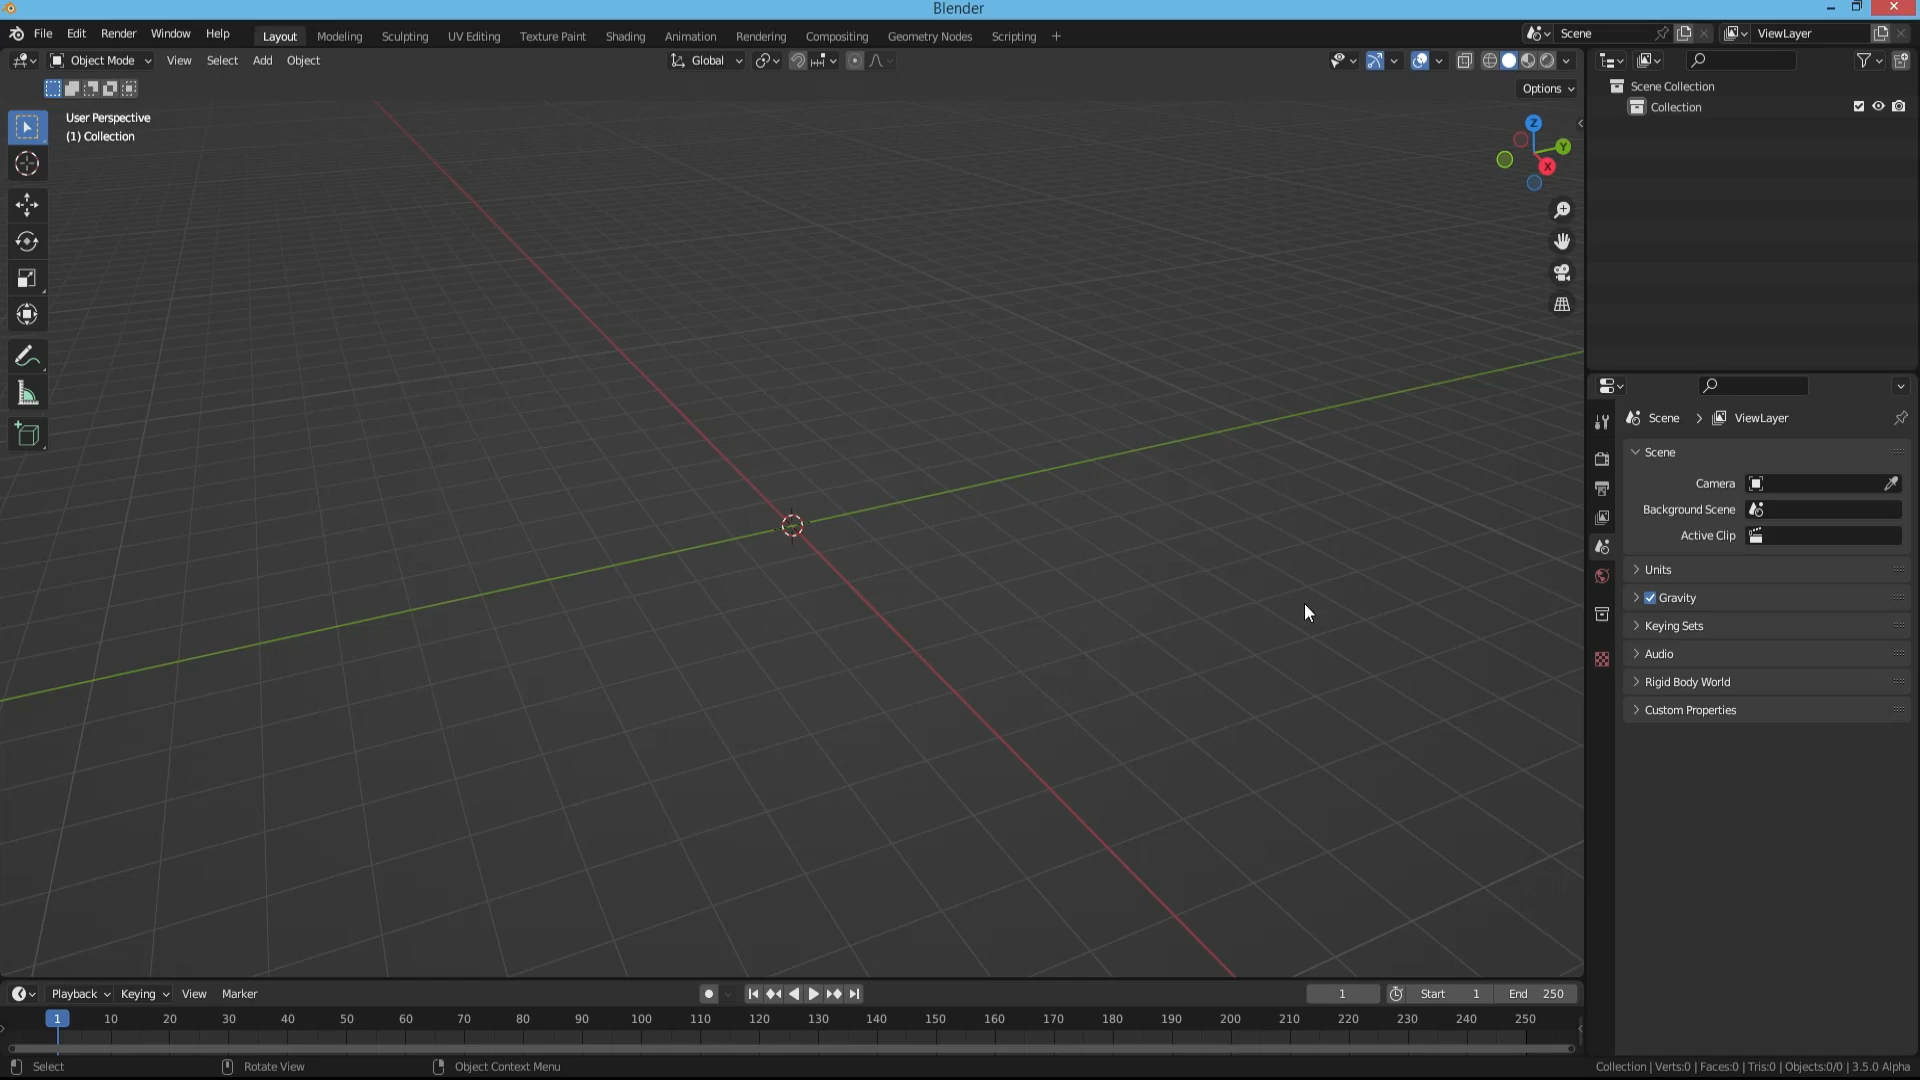 Blender
File Edit Render Window Help Layout Modeling Sculpting UV Editing Texture Paint Shading Animation Rendering Compositing Geometry Nodes Scripting + Scene ViewLayer
Object Mode View Select Add Object Global
Options
User Perspective
(1) Collection
Z
Y
X
Scene Collection
Collection
Scene > ViewLayer
Scene
Camera
Background Scene
Active Clip
Units
Gravity
Keying Sets
Audio
Rigid Body World
Custom Properties
Playback Keying View Marker 1 Start 1 End 250
1 10 20 30 40 50 60 70 80 90 100 110 120 130 140 150 160 170 180 190 200 210 220 230 240 250
Select Rotate View Object Context Menu Collection | Verts:0 | Faces:0 | Tris:0 | Objects:0/0 | 3.5.0 Alpha